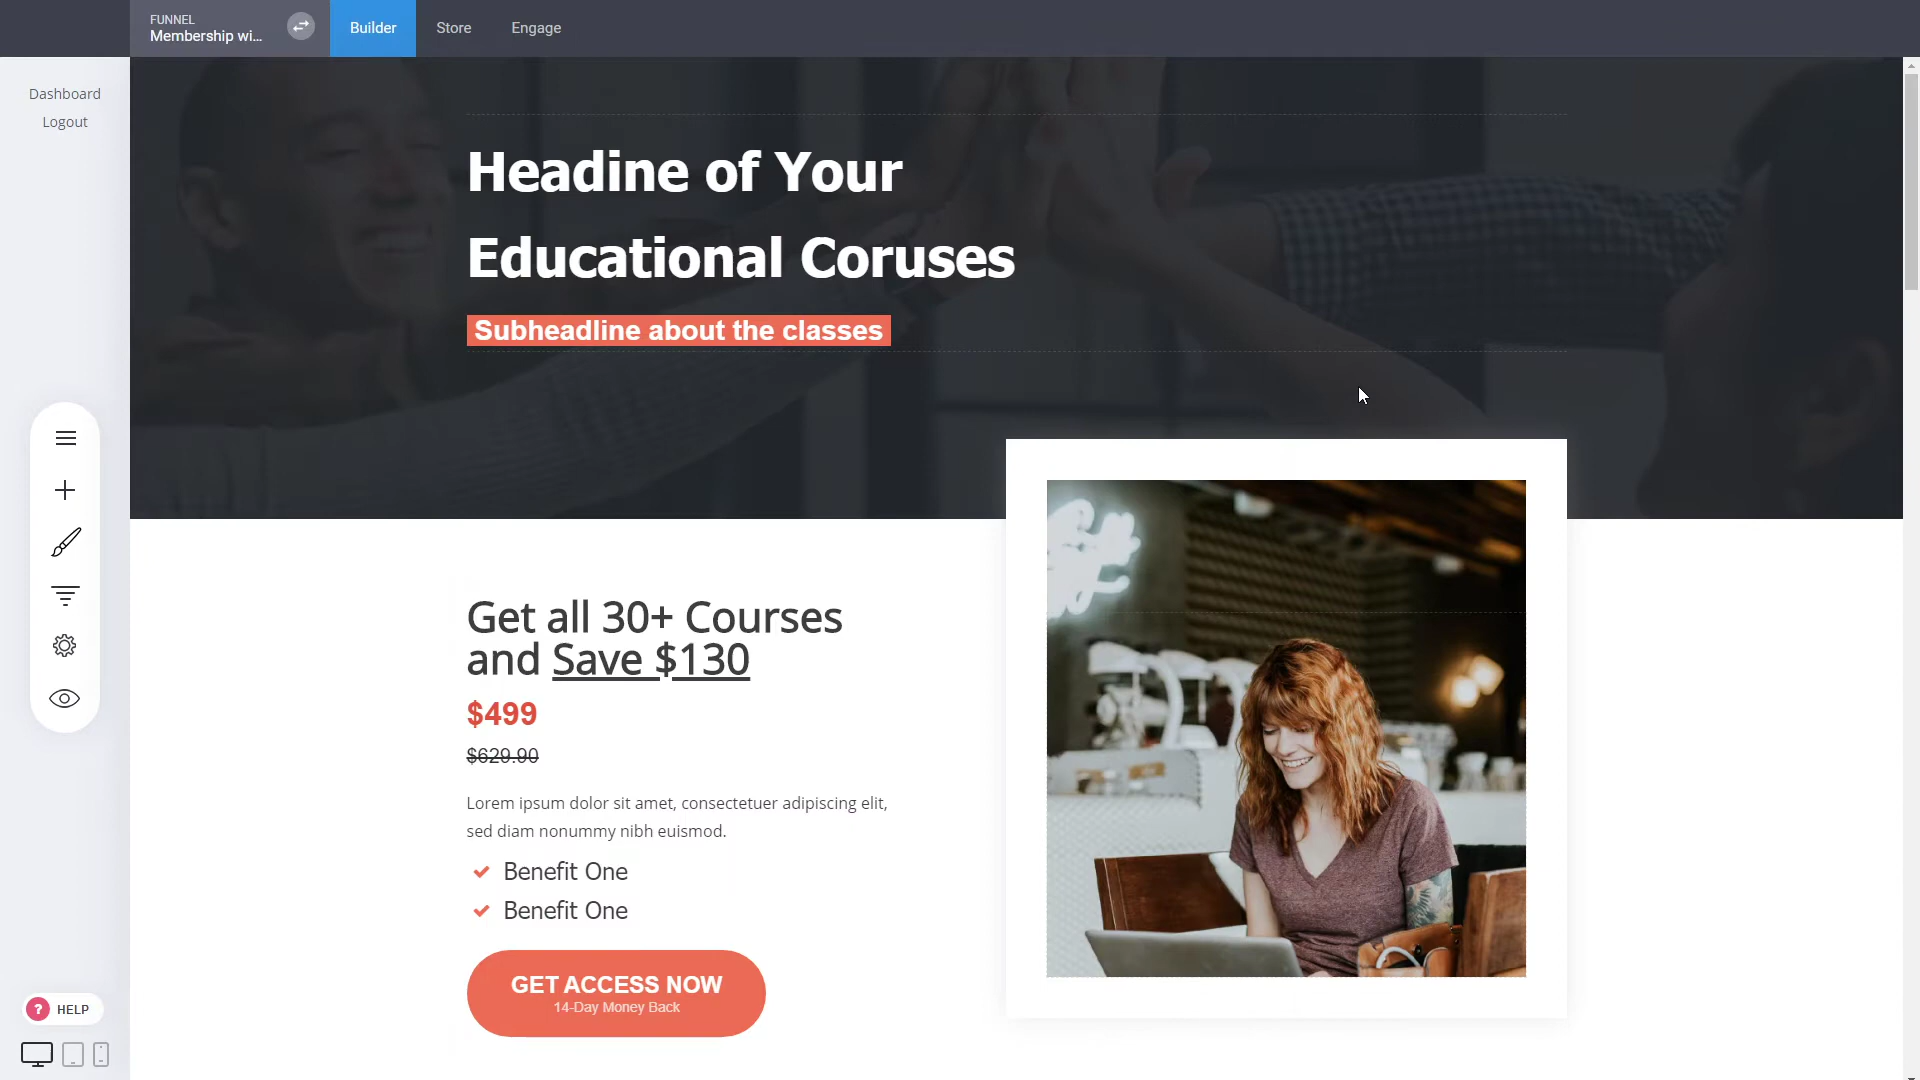 FUNNEL
Membership wi...
Builder
Store
Engage
Dashboard
Logout
Headine of Your
Educational Coruses
Subheadline about the classes
Get all 30+ Courses
and Save $130
$499
$629.90
Lorem ipsum dolor sit amet, consectetuer adipiscing elit,
sed diam nonummy nibh euismod.
Benefit One
Benefit One
GET ACCESS NOW
14-Day Money Back
? HELP